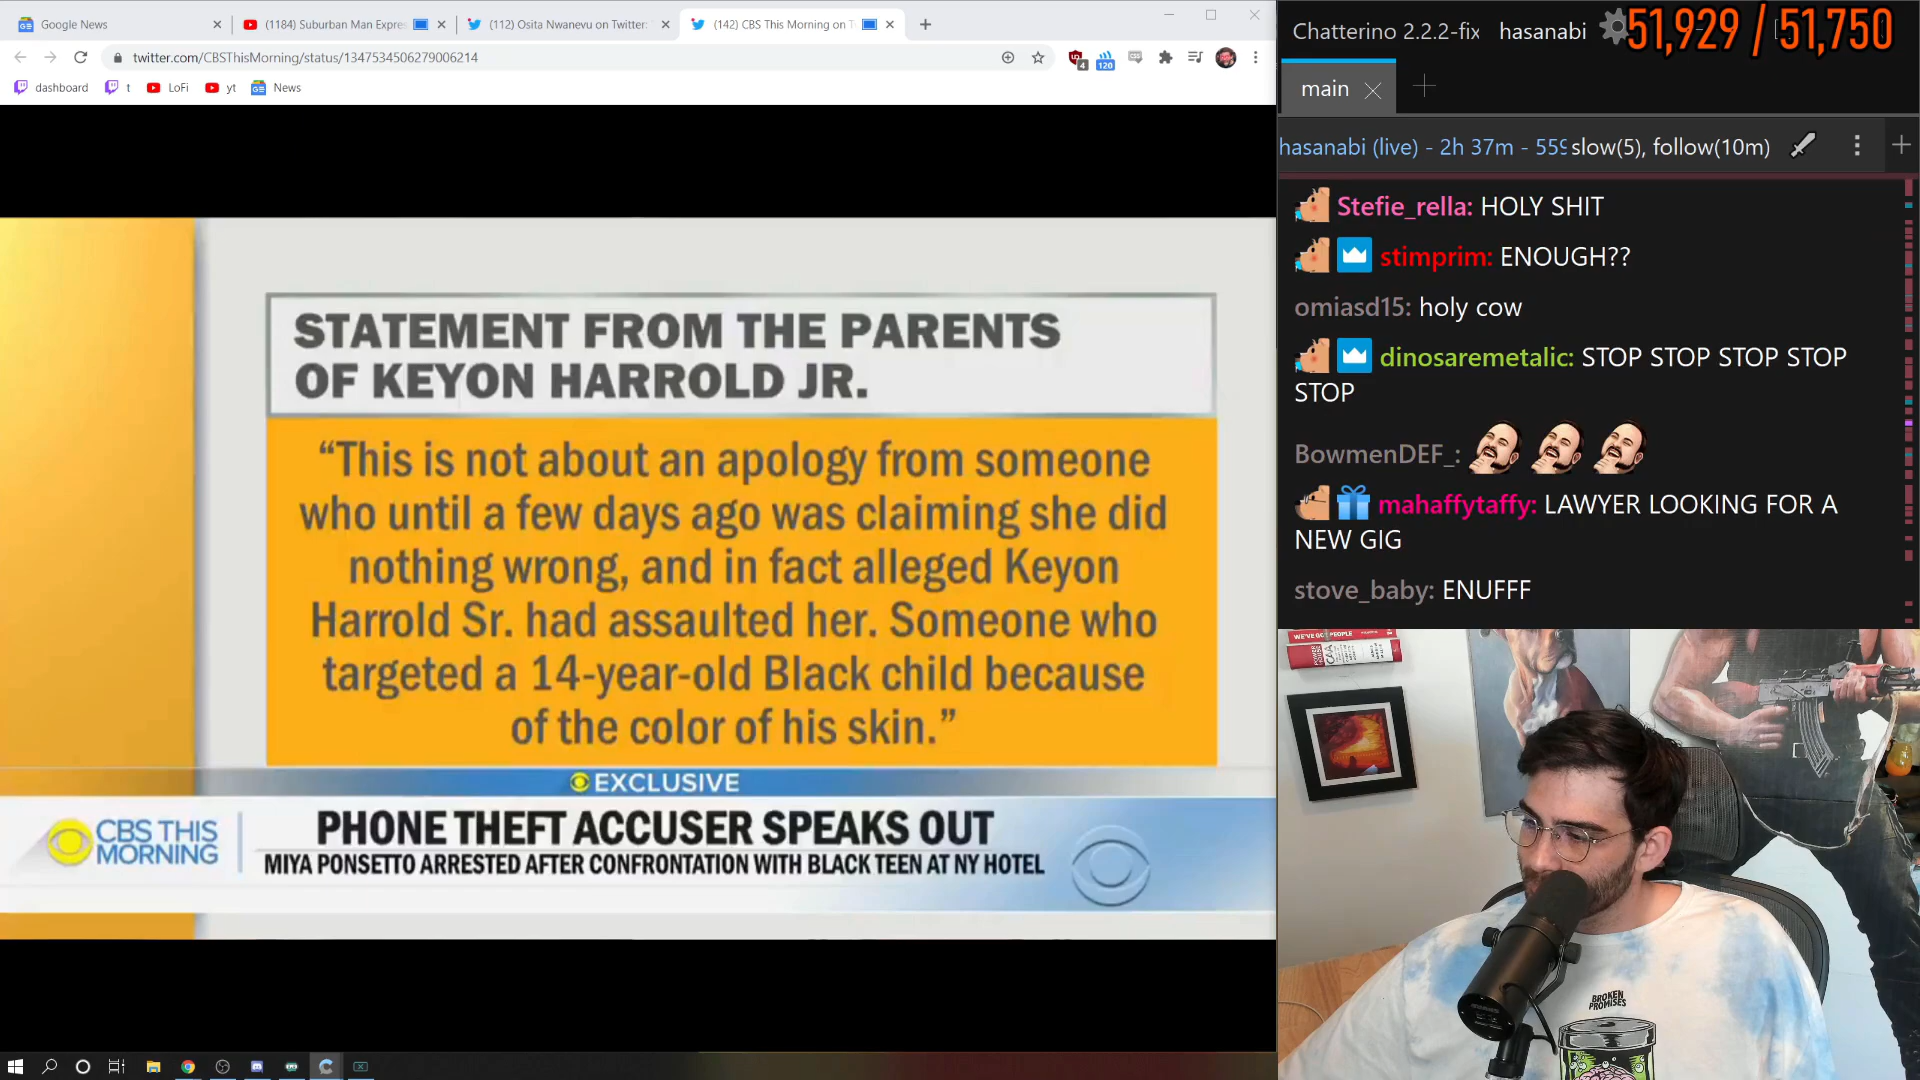 Google News
(1184) Suburban Man Expre
(112) Osita Nwanevu on Twitter:
(142) CBS This Morning on T
twitter.com/CBSThisMorning/status/1347534506279006214
4
120
dashboard
t
LoFi
yt
News
STATEMENT FROM THE PARENTS
OF KEYON HARROLD JR.
“This is not about an apology from someone
who until a few days ago was claiming she did
nothing wrong, and in fact alleged Keyon
Harrold Sr. had assaulted her. Someone who
targeted a 14-year-old Black child because
of the color of his skin.”
EXCLUSIVE
CBS THIS
MORNING
PHONE THEFT ACCUSER SPEAKS OUT
MIYA PONSETTO ARRESTED AFTER CONFRONTATION WITH BLACK TEEN AT NY HOTEL
Chatterino 2.2.2-fix
hasanabi
51,929 / 51,750
main
hasanabi (live) - 2h 37m - 559
slow(5), follow(10m)
Stefie_rella: HOLY SHIT
stimprim: ENOUGH??
omiasd15: holy cow
dinosaremetalic: STOP STOP STOP STOP
STOP
BowmenDEF_:
mahaffytaffy: LAWYER LOOKING FOR A
NEW GIG
stove_baby: ENUFFF
BROKEN
PROMISES